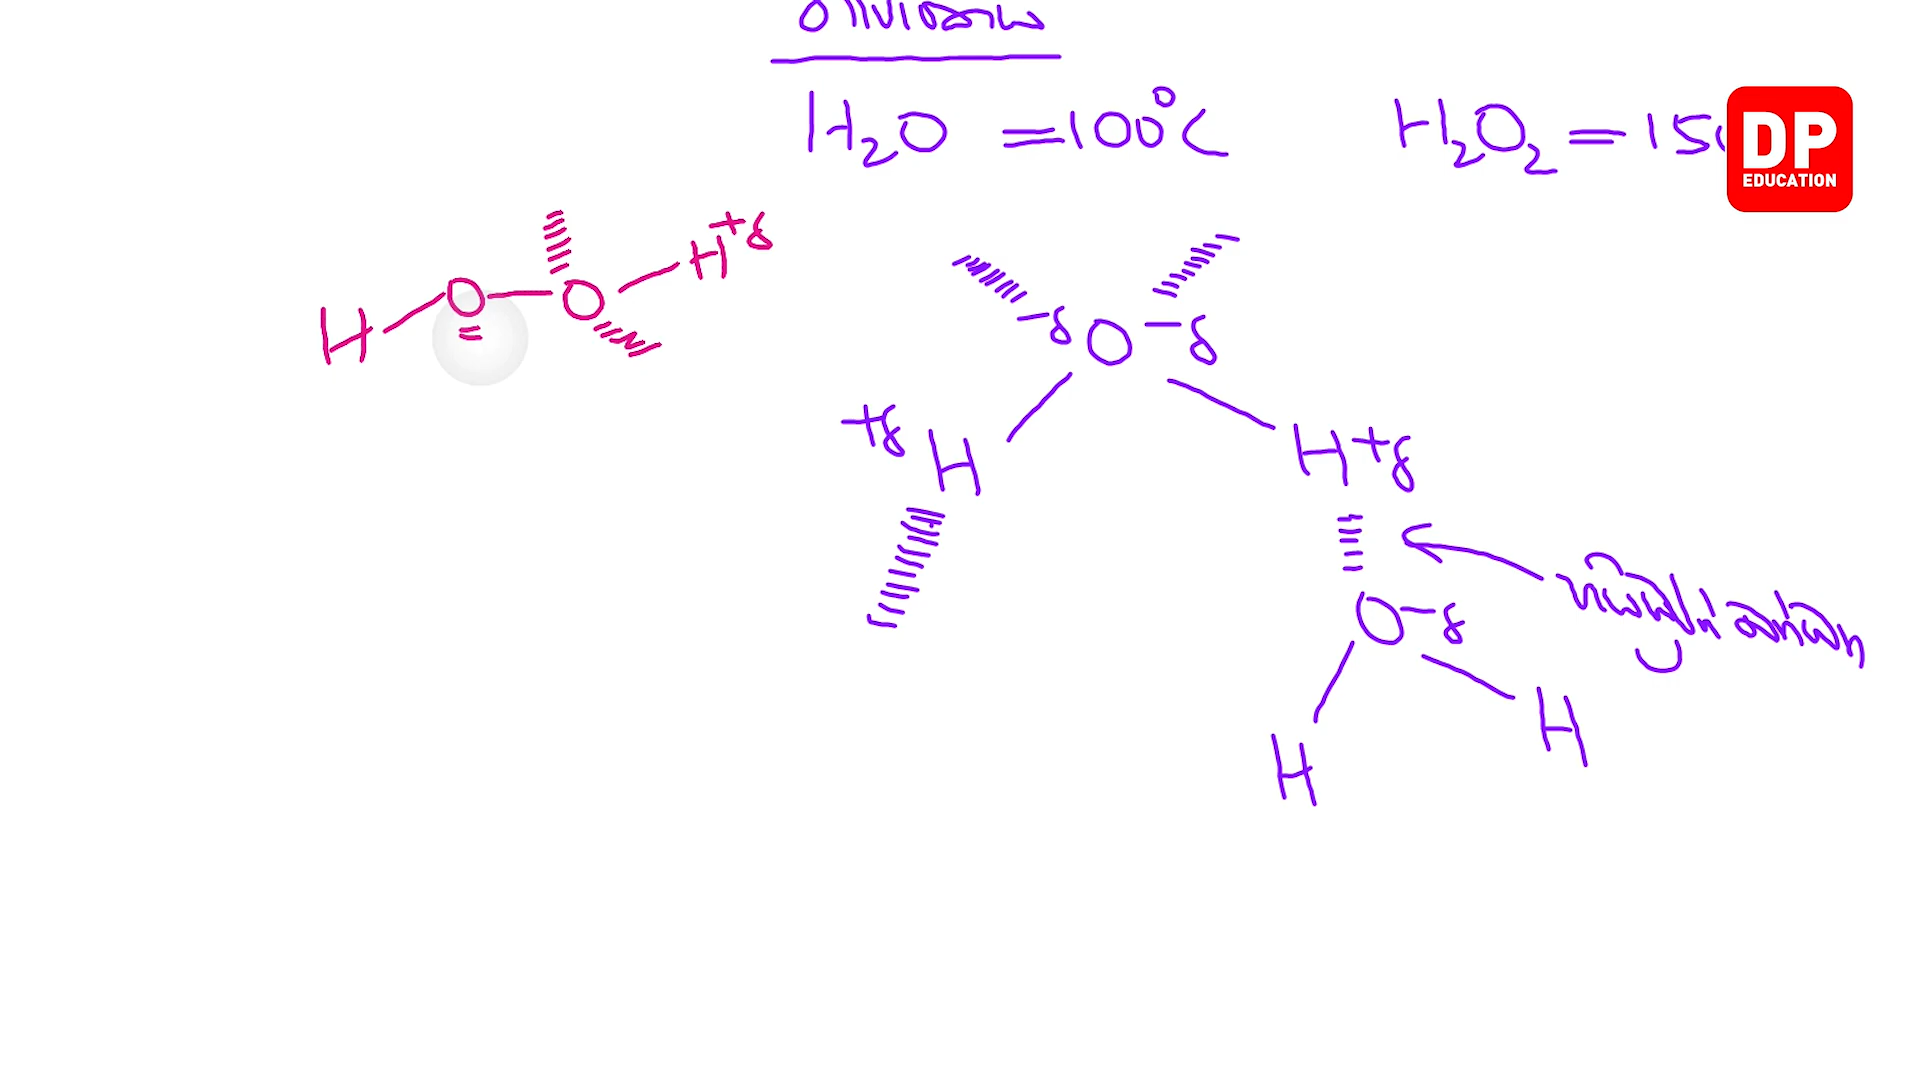 H₂O =100°C
H₂O₂ = 15
DP
EDUCATION
H O O H+δ
-δ O -δ
+δ H H +δ
O-δ
H H